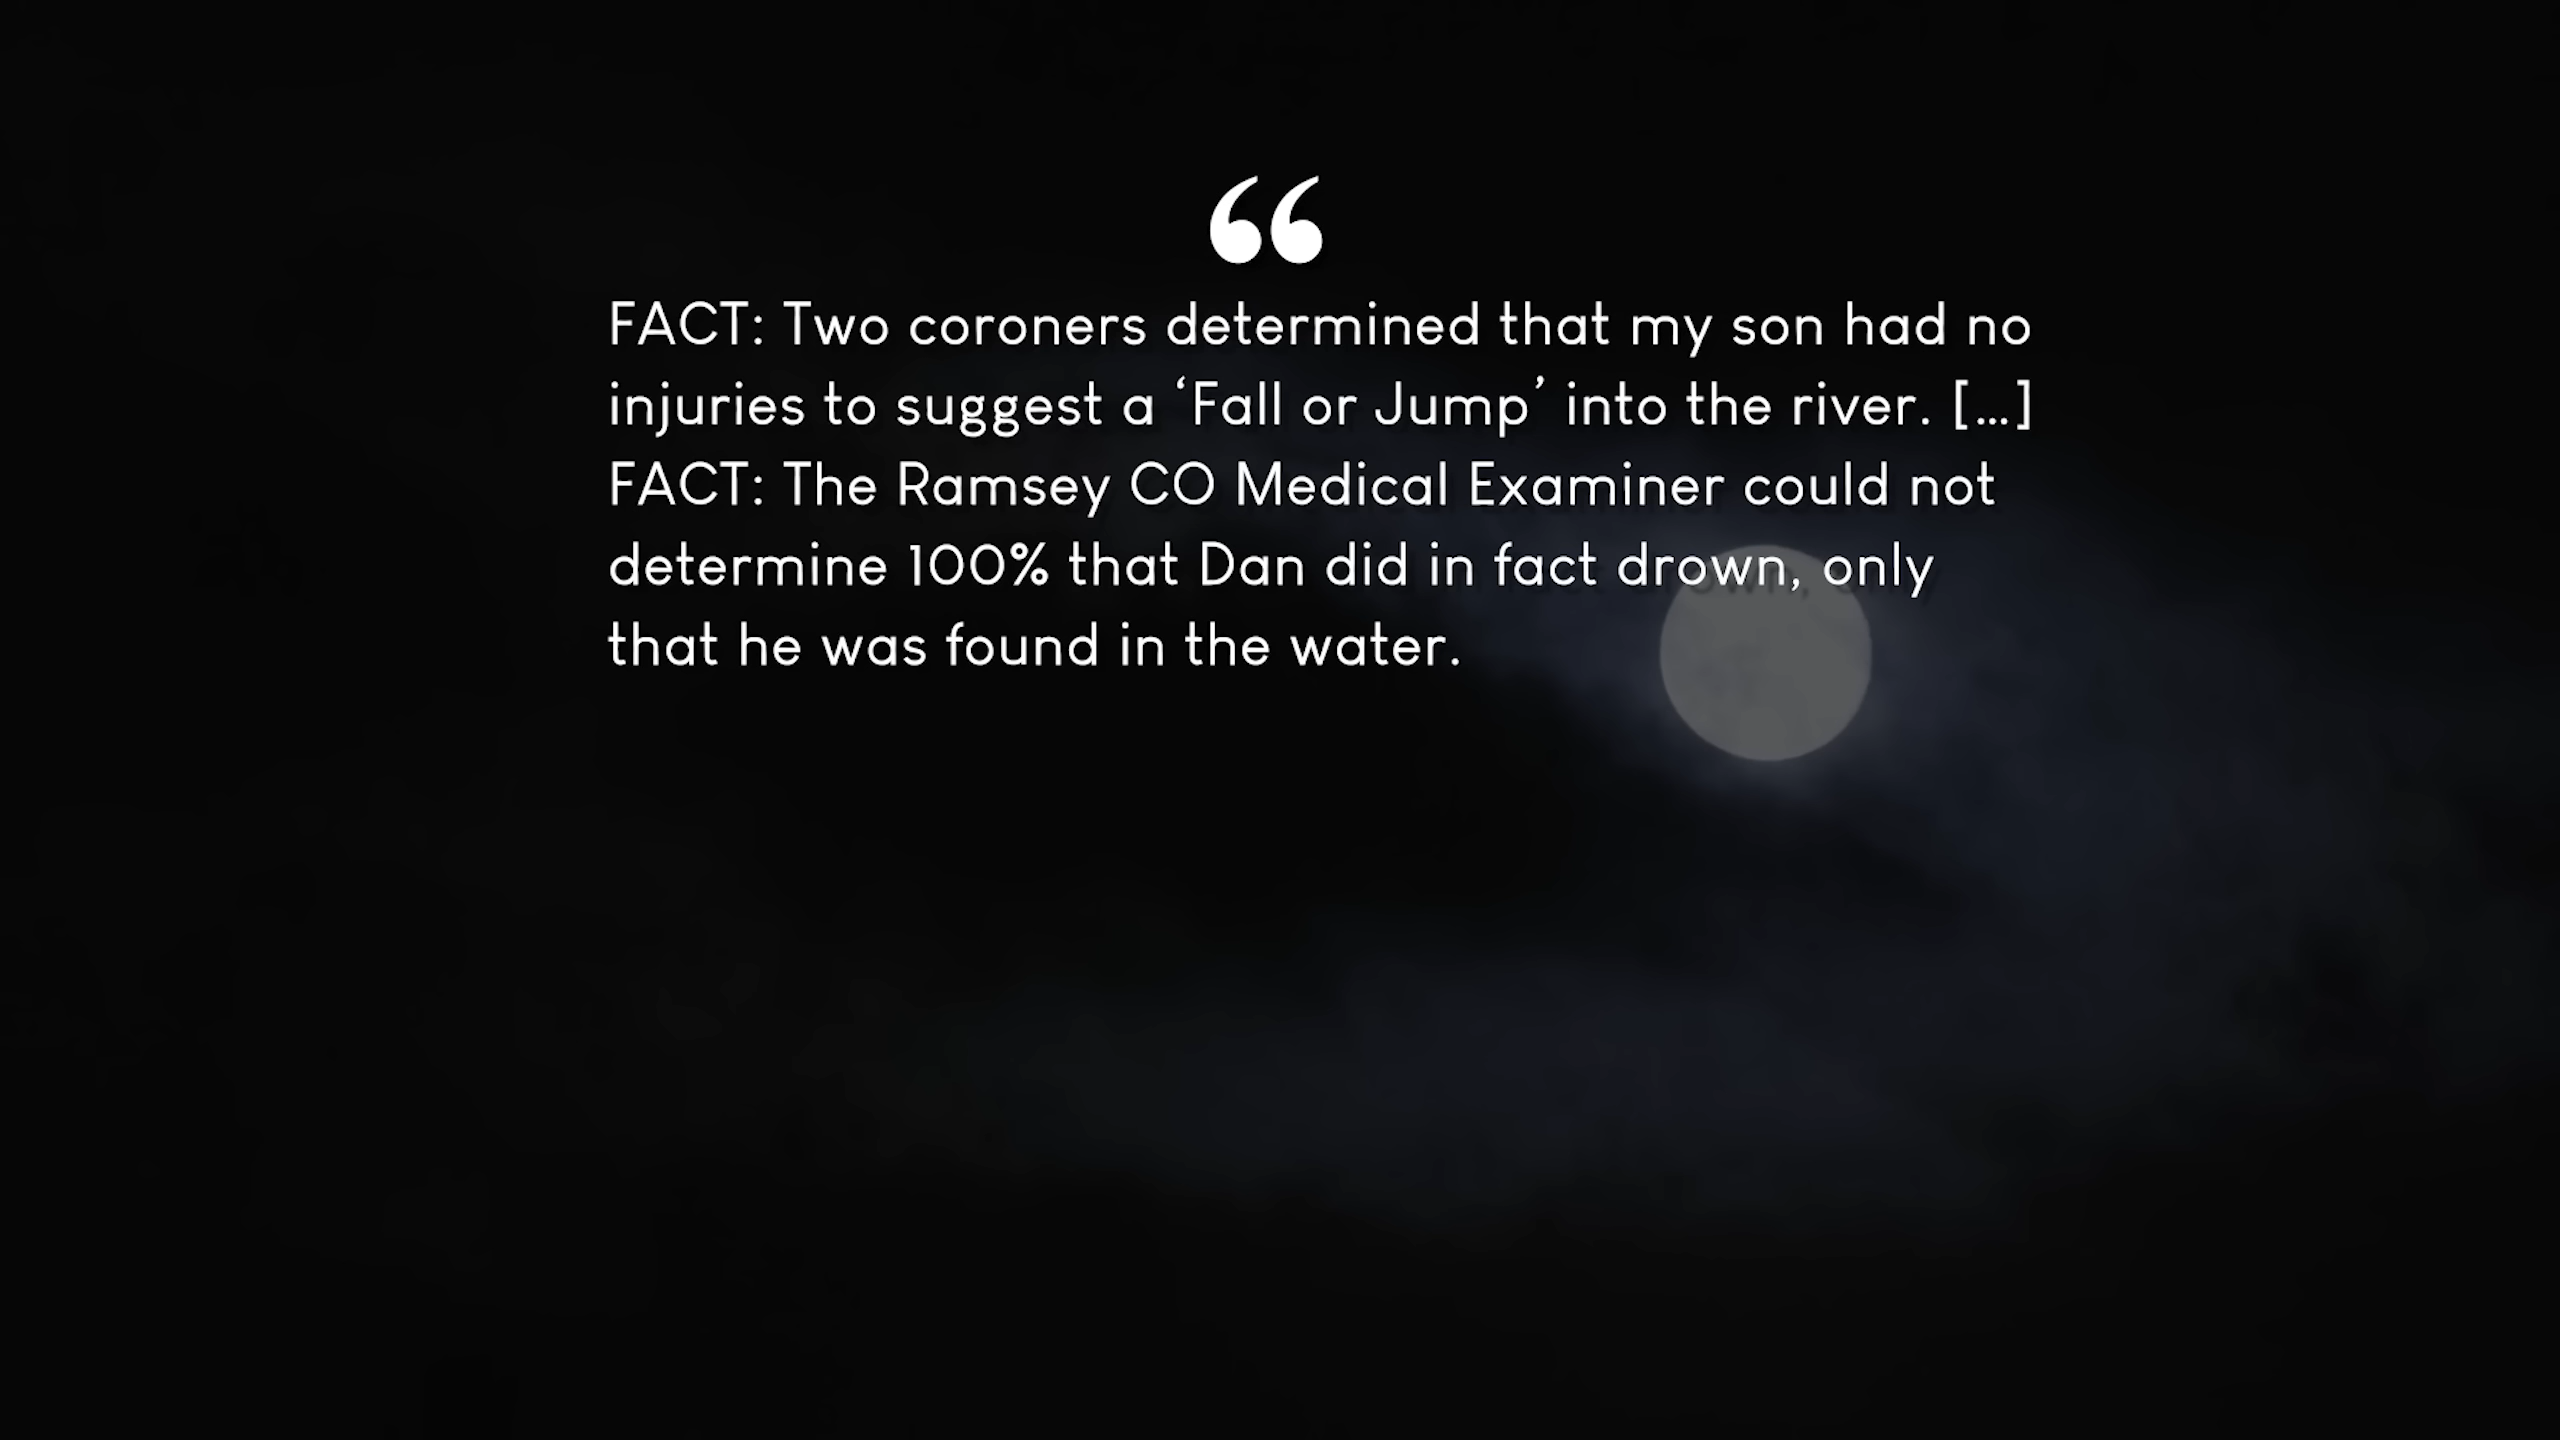 “
FACT: Two coroners determined that my son had no
injuries to suggest a ‘Fall or Jump’ into the river. […]
FACT: The Ramsey CO Medical Examiner could not
determine 100% that Dan did in fact drown, only
that he was found in the water.